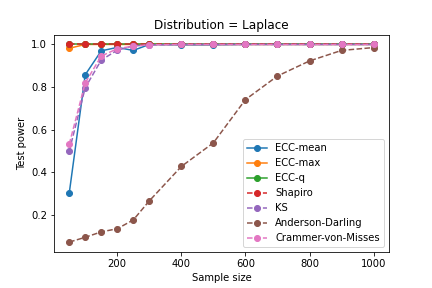 Distribution = Laplace
Test power
1.0
0.8
0.6
0.4
0.2
200
400
600
800
1000
Sample size
ECC-mean
ECC-max
ECC-q
Shapiro
KS
Anderson-Darling
Crammer-von-Misses